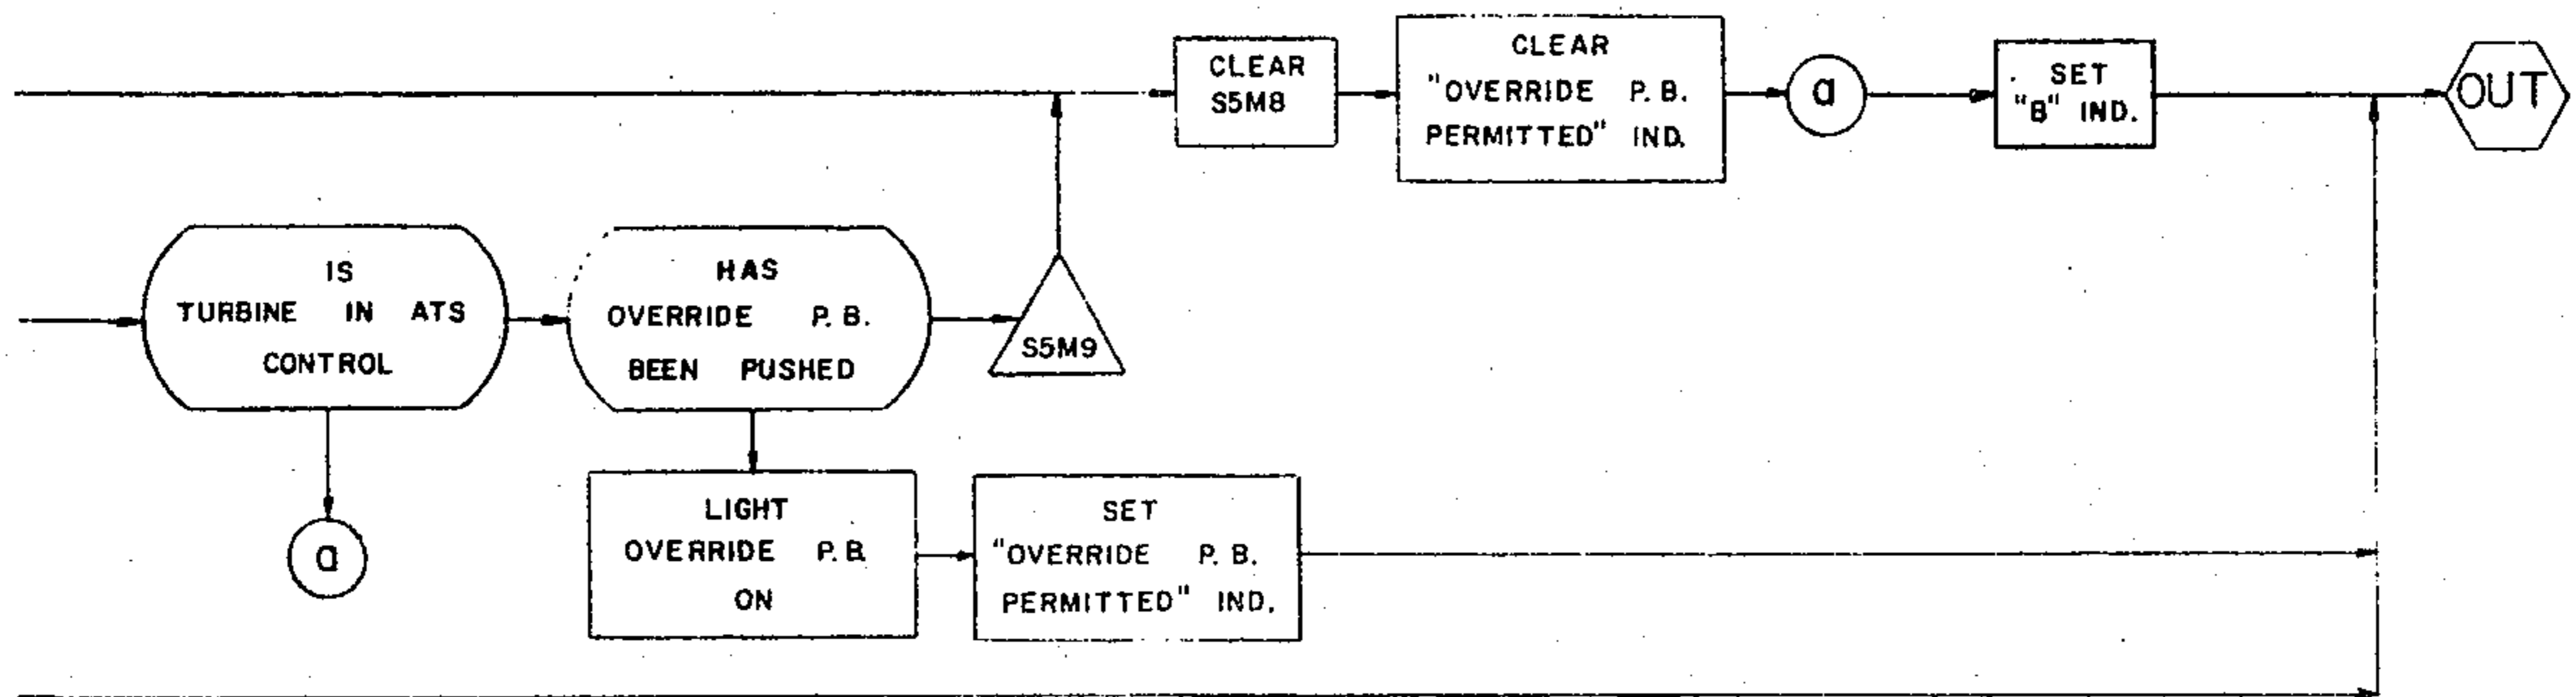 CLEAR
S5M8
CLEAR
"OVERRIDE P.B.
PERMITTED" IND.
a
SET
"B" IND.
OUT
IS
TURBINE IN ATS
CONTROL
HAS
OVERRIDE P.B.
BEEN PUSHED
S5M9
a
LIGHT
OVERRIDE P.B.
ON
SET
"OVERRIDE P.B.
PERMITTED" IND.